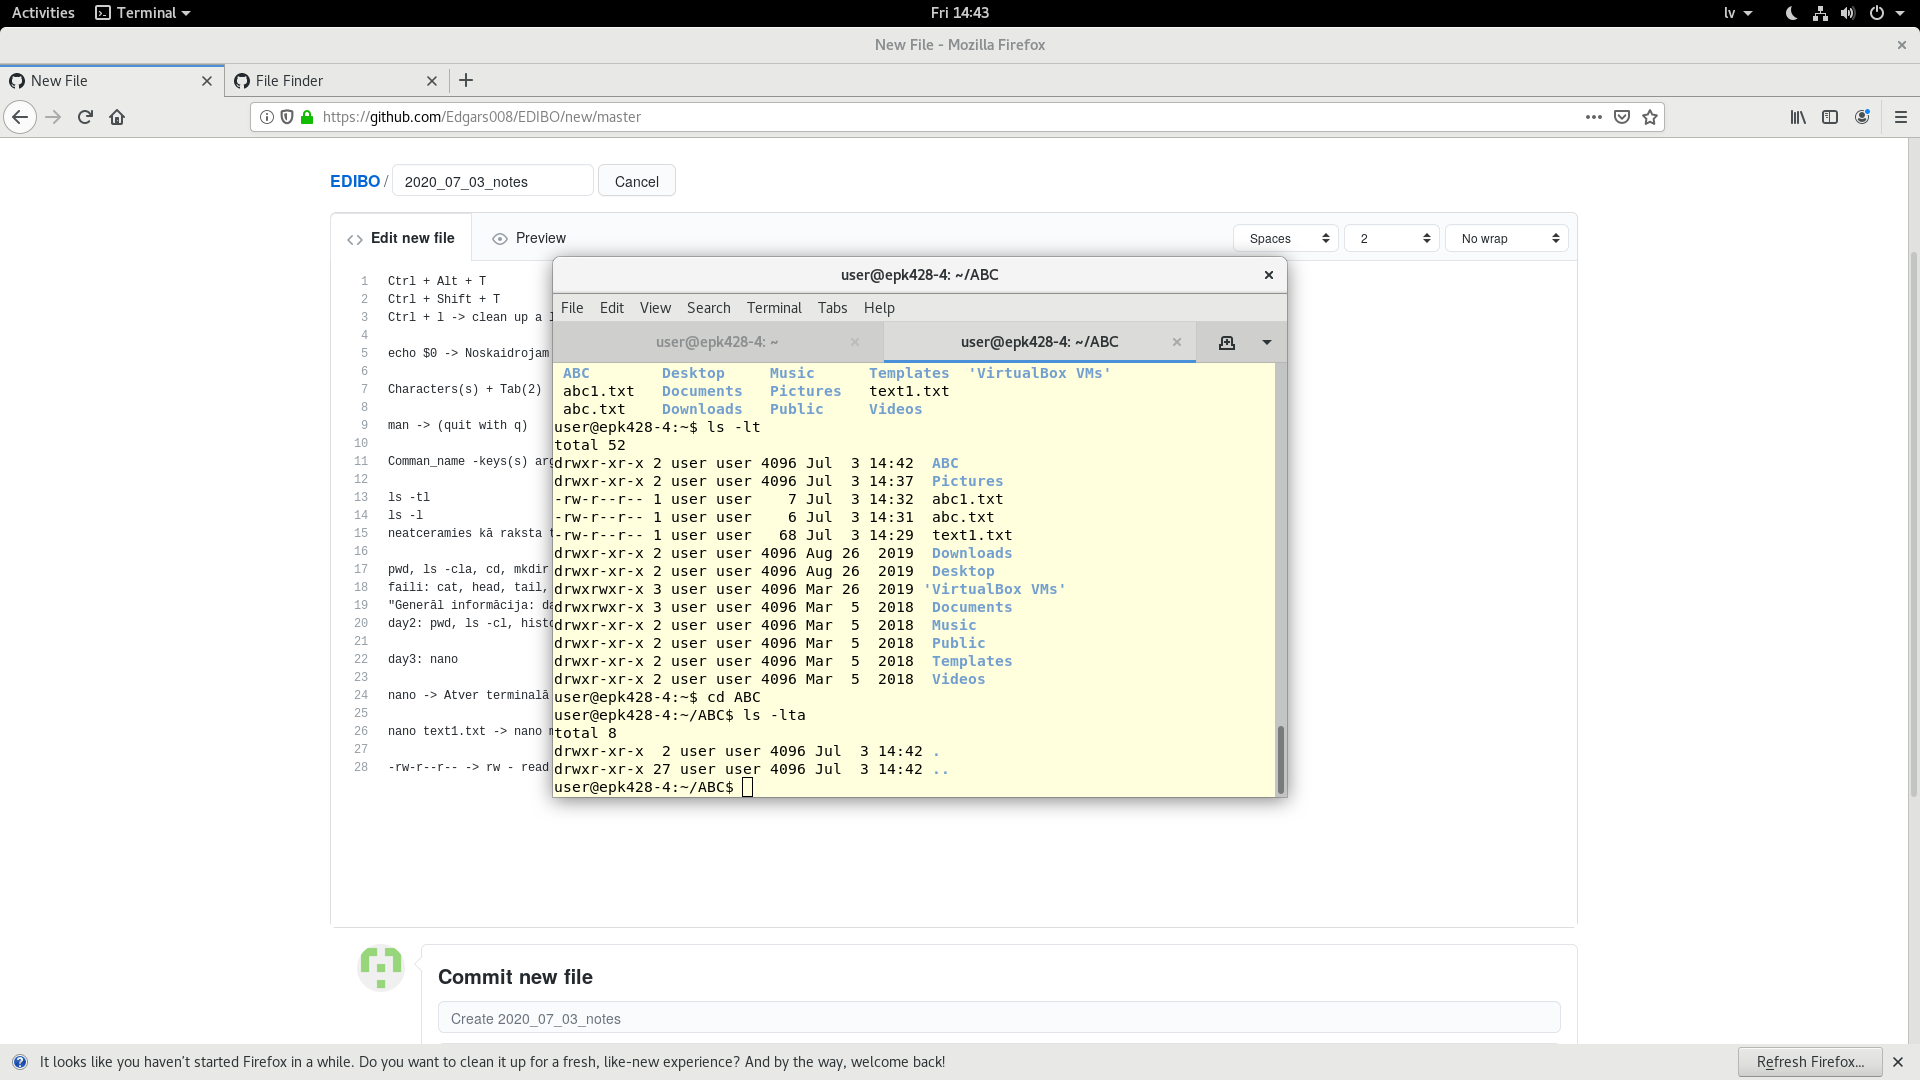 Activities Terminal Fri 14:43 lv
New File - Mozilla Firefox
New File File Finder
https://github.com/Edgars008/EDIBO/new/master
EDIBO / 2020_07_03_notes Cancel
Edit new file Preview Spaces 2 No wrap
1 Ctrl + Alt + T
2 Ctrl + Shift + T
3 Ctrl + l -> clean up a
4
5 echo $0 -> Noskaidrojam
6
7 Characters(s) + Tab(2)
8
9 man -> (quit with q)
10
11 Comman_name -keys(s) arg
12
13 ls -tl
14 ls -l
15 neatceramies kā raksta
16
17 pwd, ls -cla, cd, mkdir
18 faili: cat, head, tail,
19 "Generāl informācija: da
20 day2: pwd, ls -cl, histo
21
22 day3: nano
23
24 nano -> Atver terminalā
25
26 nano text1.txt -> nano
27
28 -rw-r--r-- -> rw - read
user@epk428-4: ~/ABC
File Edit View Search Terminal Tabs Help
user@epk428-4: ~ user@epk428-4: ~/ABC
ABC Desktop Music Templates 'VirtualBox VMs'
abc1.txt Documents Pictures text1.txt
abc.txt Downloads Public Videos
user@epk428-4:~$ ls -lt
total 52
drwxr-xr-x 2 user user 4096 Jul 3 14:42 ABC
drwxr-xr-x 2 user user 4096 Jul 3 14:37 Pictures
-rw-r--r-- 1 user user 7 Jul 3 14:32 abc1.txt
-rw-r--r-- 1 user user 6 Jul 3 14:31 abc.txt
-rw-r--r-- 1 user user 68 Jul 3 14:29 text1.txt
drwxr-xr-x 2 user user 4096 Aug 26 2019 Downloads
drwxr-xr-x 2 user user 4096 Aug 26 2019 Desktop
drwxrwxr-x 3 user user 4096 Mar 26 2019 'VirtualBox VMs'
drwxrwxr-x 3 user user 4096 Mar 5 2018 Documents
drwxr-xr-x 2 user user 4096 Mar 5 2018 Music
drwxr-xr-x 2 user user 4096 Mar 5 2018 Public
drwxr-xr-x 2 user user 4096 Mar 5 2018 Templates
drwxr-xr-x 2 user user 4096 Mar 5 2018 Videos
user@epk428-4:~$ cd ABC
user@epk428-4:~/ABC$ ls -lta
total 8
drwxr-xr-x 2 user user 4096 Jul 3 14:42 .
drwxr-xr-x 27 user user 4096 Jul 3 14:42 ..
user@epk428-4:~/ABC$
Commit new file
Create 2020_07_03_notes
It looks like you haven't started Firefox in a while. Do you want to clean it up for a fresh, like-new experience? And by the way, welcome back! Refresh Firefox...